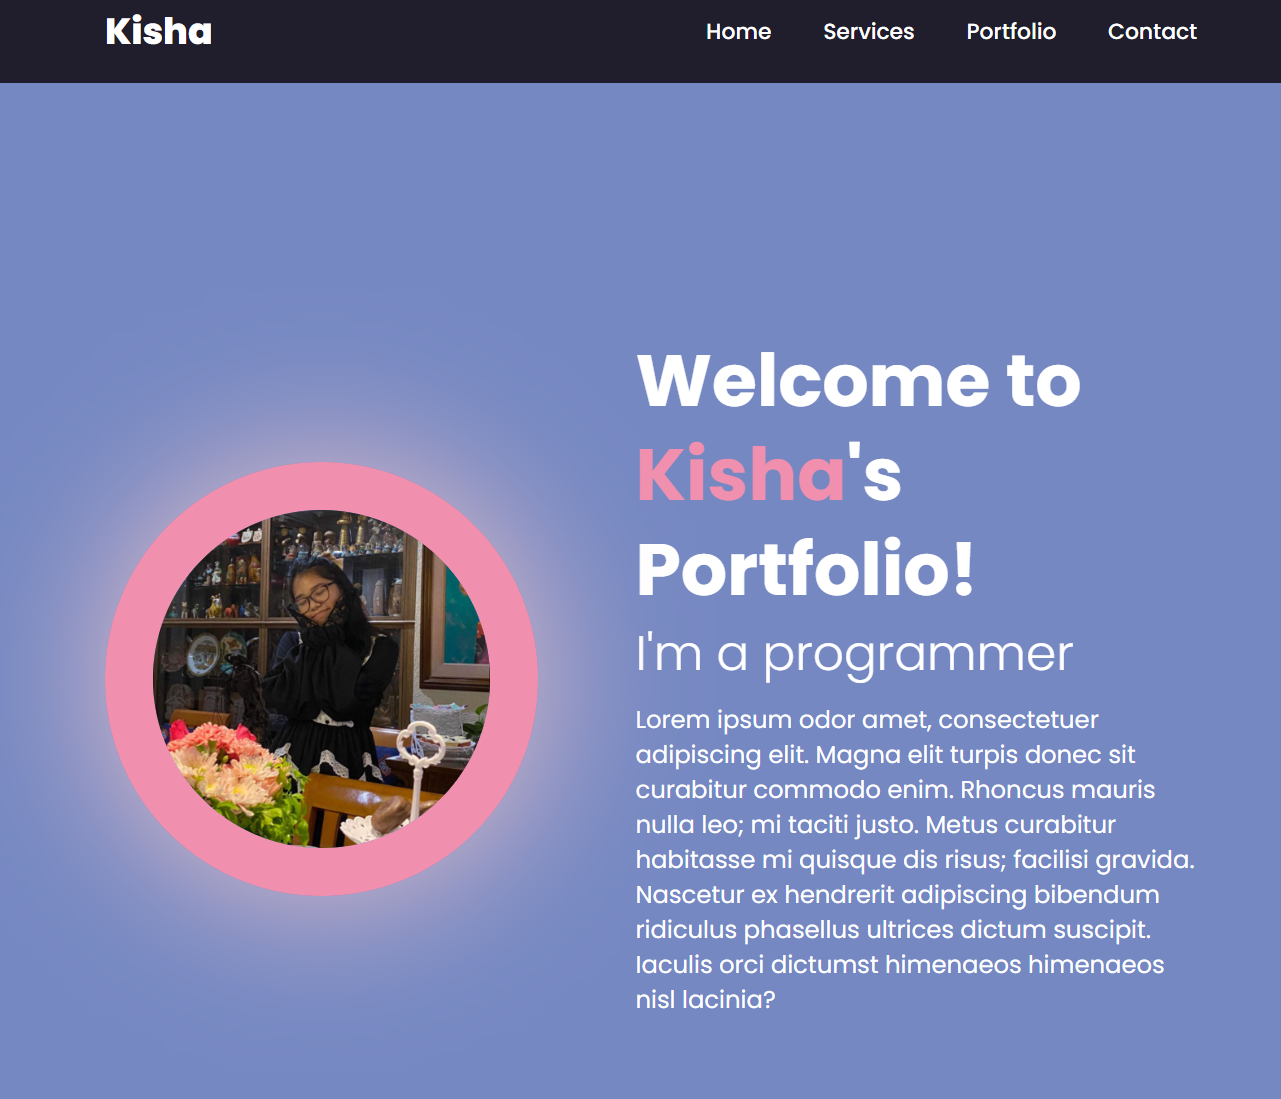 Kisha
Home Services Portfolio Contact
Welcome to
Kisha's
Portfolio!
I'm a programmer
Lorem ipsum odor amet, consectetuer
adipiscing elit. Magna elit turpis donec sit
curabitur commodo enim. Rhoncus mauris
nulla leo; mi taciti justo. Metus curabitur
habitasse mi quisque dis risus; facilisi gravida.
Nascetur ex hendrerit adipiscing bibendum
ridiculus phasellus ultrices dictum suscipit.
Iaculis orci dictumst himenaeos himenaeos
nisl lacinia?